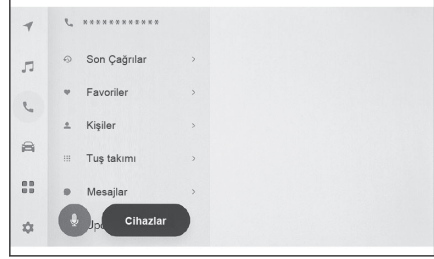 ************
Son Çağrılar
Favoriler
Kişiler
Tuş takımı
Mesajlar
Cihazlar